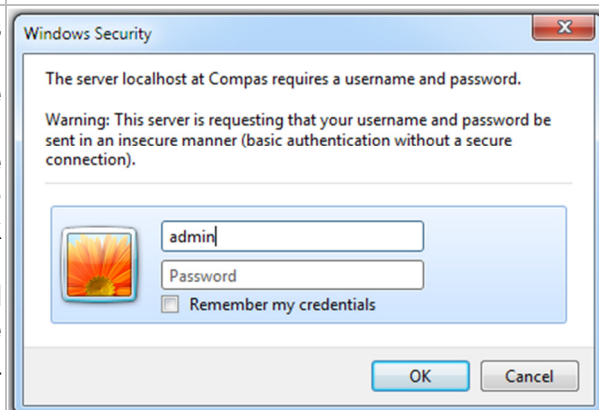 Windows Security
The server localhost at Compas requires a username and password.
Warning: This server is requesting that your username and password be
sent in an insecure manner (basic authentication without a secure
connection).
admin
Password
Remember my credentials
OK
Cancel